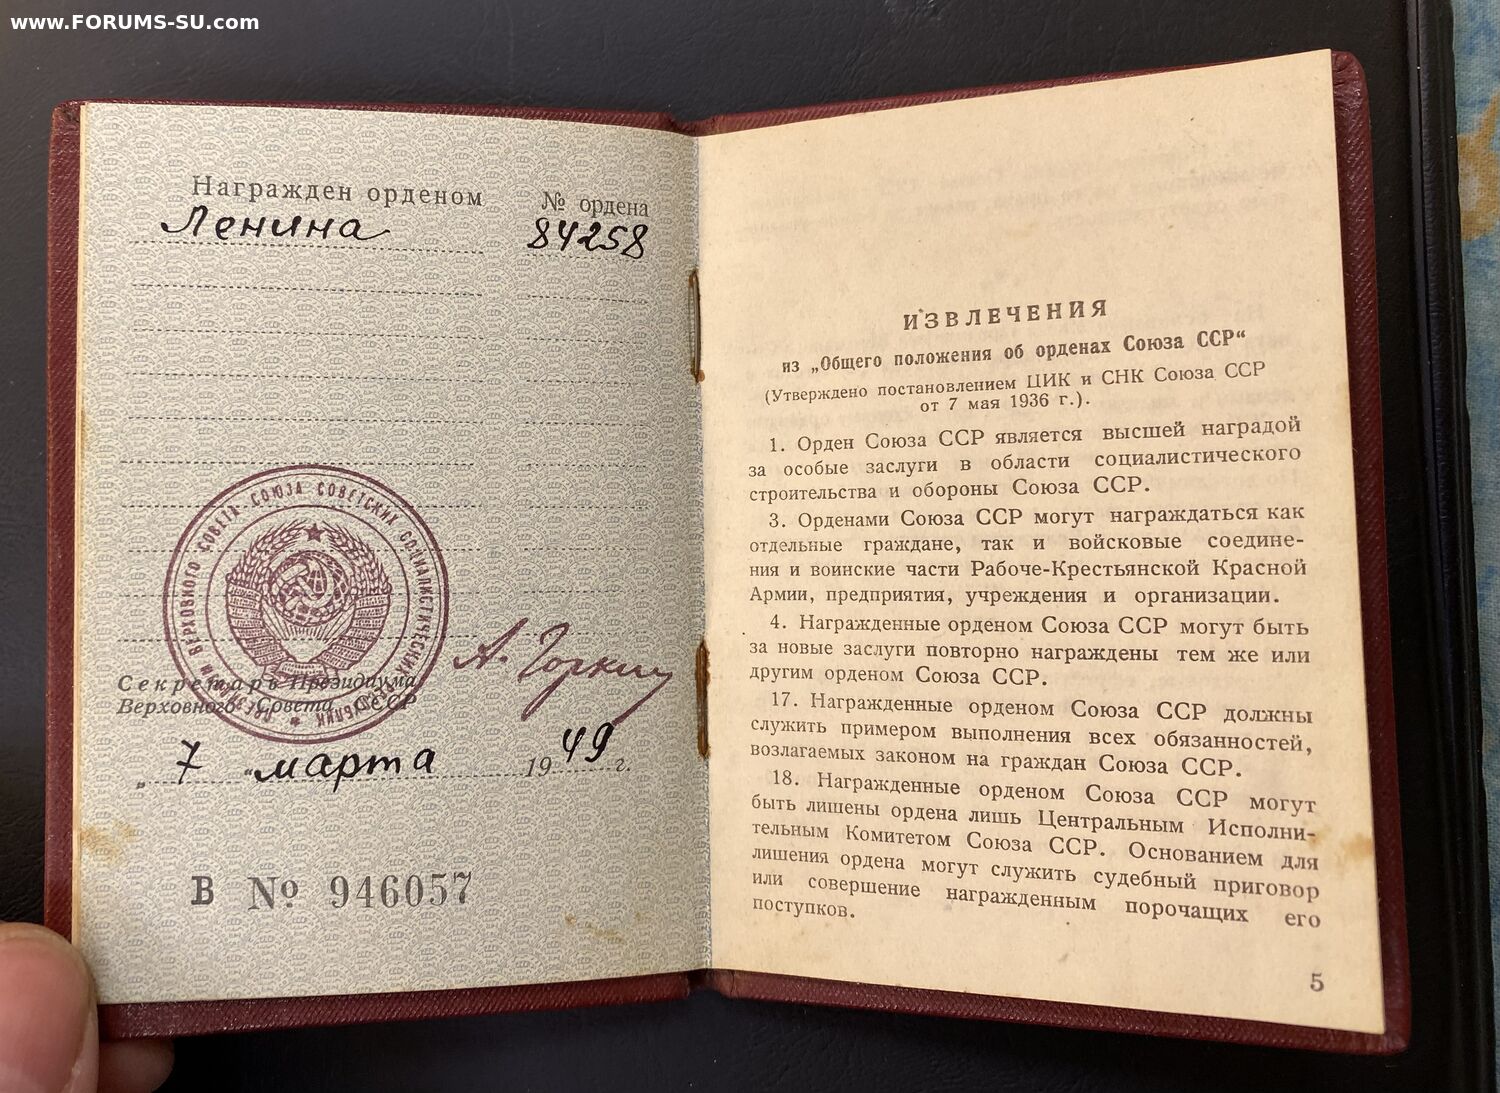 www.FORUMS-SU.com
Награжден орденом
№ ордена
Ленина
84258
ВЕРХОВНОГО СОВЕТА СОЮЗА СОВЕТСКИХ СОЦИАЛИСТИЧЕСКИХ
Секретарь Президиума
Верховного Совета СССР
А. Горкин
„ 7 “ марта 1949 г.
В № 946057
ИЗВЛЕЧЕНИЯ
из „Общего положения об орденах Союза ССР“
(Утверждено постановлением ЦИК и СНК Союза ССР
от 7 мая 1936 г.).
1. Орден Союза ССР является высшей наградой
за особые заслуги в области социалистического
строительства и обороны Союза ССР.
3. Орденами Союза ССР могут награждаться как
отдельные граждане, так и войсковые соедине-
ния и воинские части Рабоче-Крестьянской Красной
Армии, предприятия, учреждения и организации.
4. Награжденные орденом Союза ССР могут быть
за новые заслуги повторно награждены тем же или
другим орденом Союза ССР.
17. Награжденные орденом Союза ССР должны
служить примером выполнения всех обязанностей,
возлагаемых законом на граждан Союза ССР.
18. Награжденные орденом Союза ССР могут
быть лишены ордена лишь Центральным Исполни-
тельным Комитетом Союза ССР. Основанием для
лишения ордена могут служить судебный приговор
или совершение награжденным порочащих его
поступков.
5